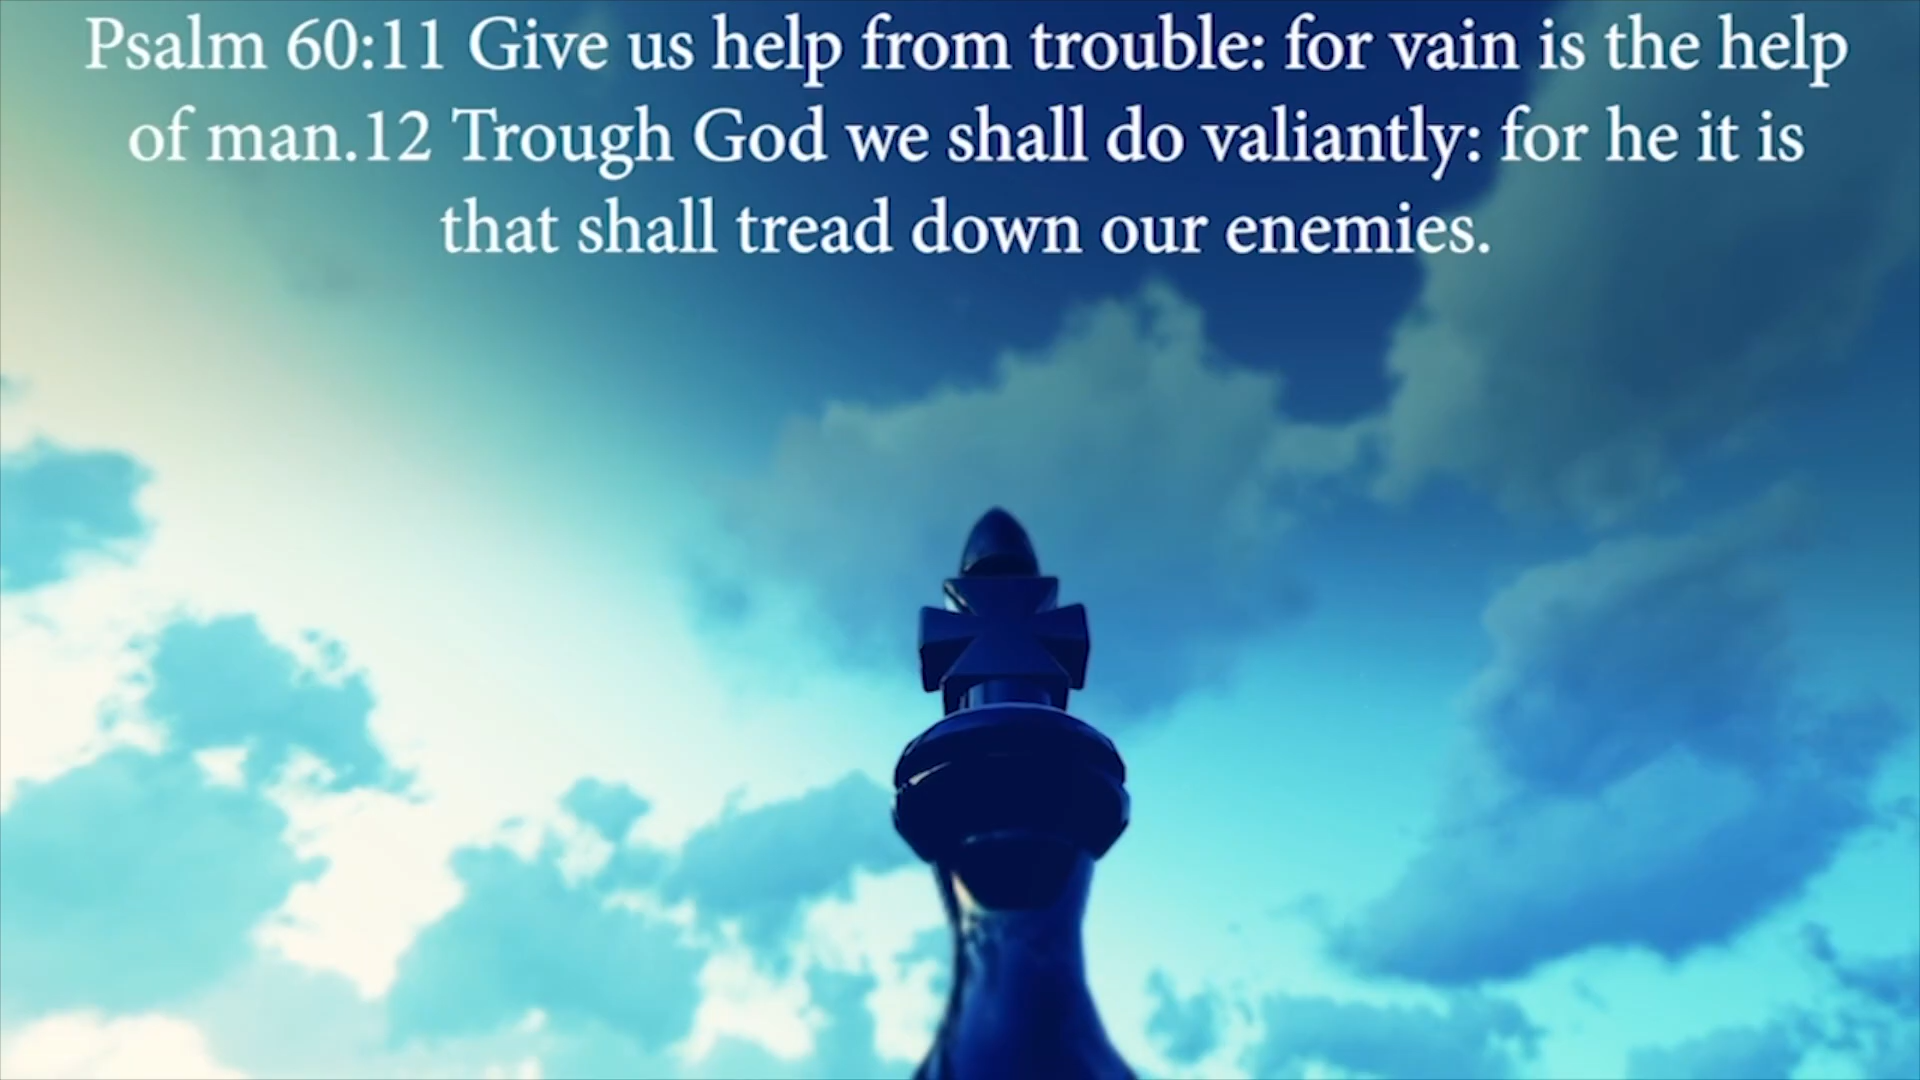 Psalm 60:11 Give us help from trouble: for vain is the help
of man.12 Trough God we shall do valiantly: for he it is
that shall tread down our enemies.